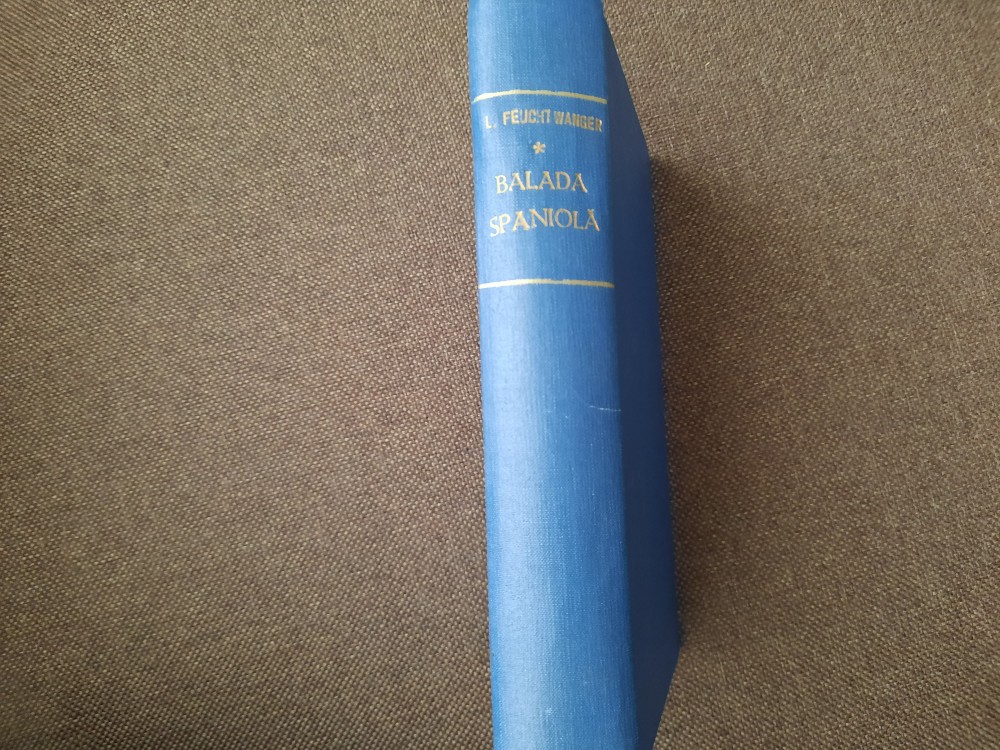 L. FEUCHTWANGER
*
BALADA
SPANIOLĂ